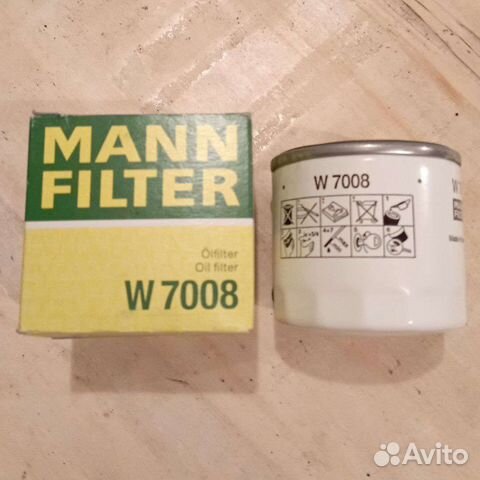 MANN
FILTER
Ölfilter
Oil filter
W 7008
W 7008
Avito